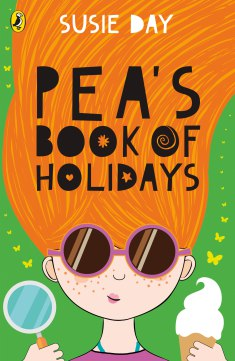 SUSIE DAY
PEA'S
BOOK OF
HOLIDAYS